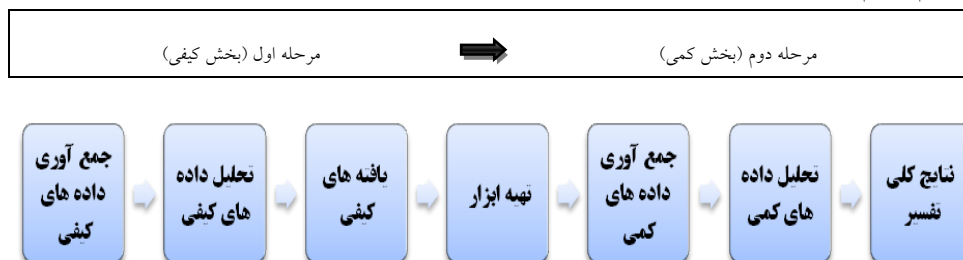 مرحله اول (بخش کیفی)
مرحله دوم (بخش کمی)
جمع آوری
داده های
کیفی
تحلیل داده
های کیفی
یافته های
کیفی
تهیه ابزار
جمع آوری
داده های
کمی
تحلیل داده
های کمی
نتایج کلی
تفسیر